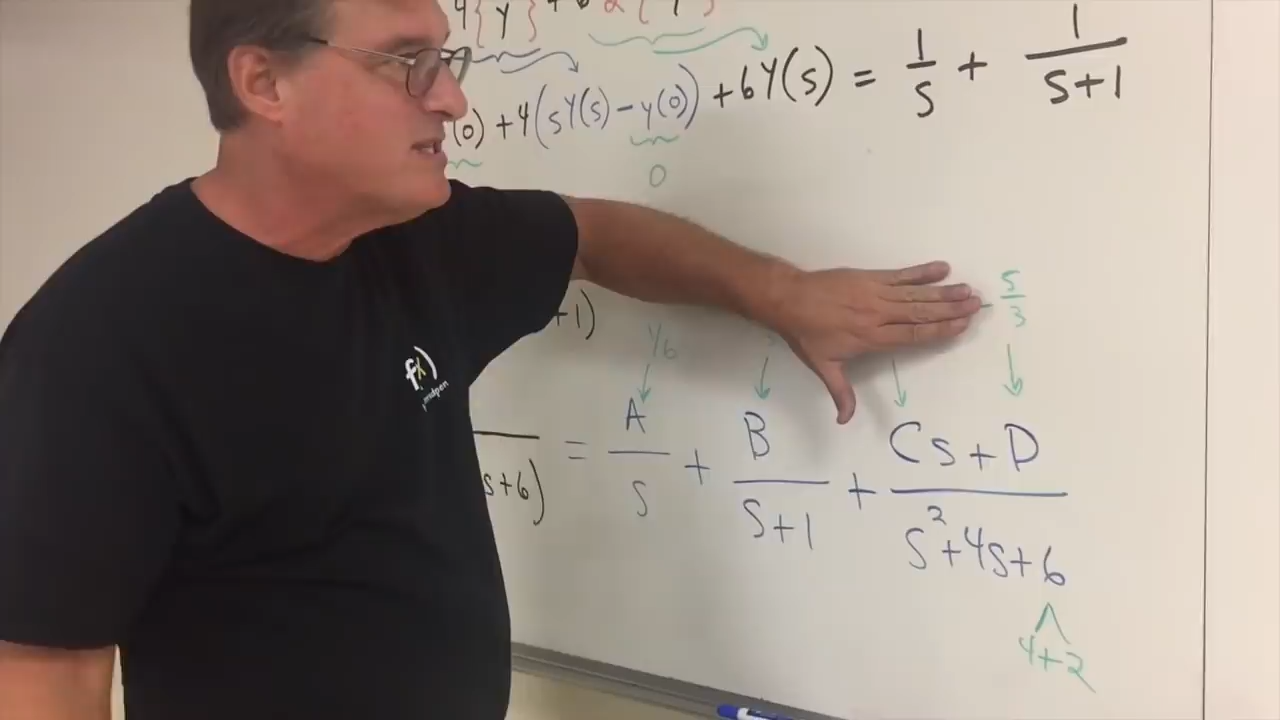 4{ Y } +6 ℒ{ Y }
(0) +4(sY(s) - y(0)) +6Y(s) = 1/s + 1/(s+1)
0
+1) 1/6 - 5/3
s+6) = A/s + B/(s+1) + (Cs+D)/(s²+4s+6)
4+2
fx)